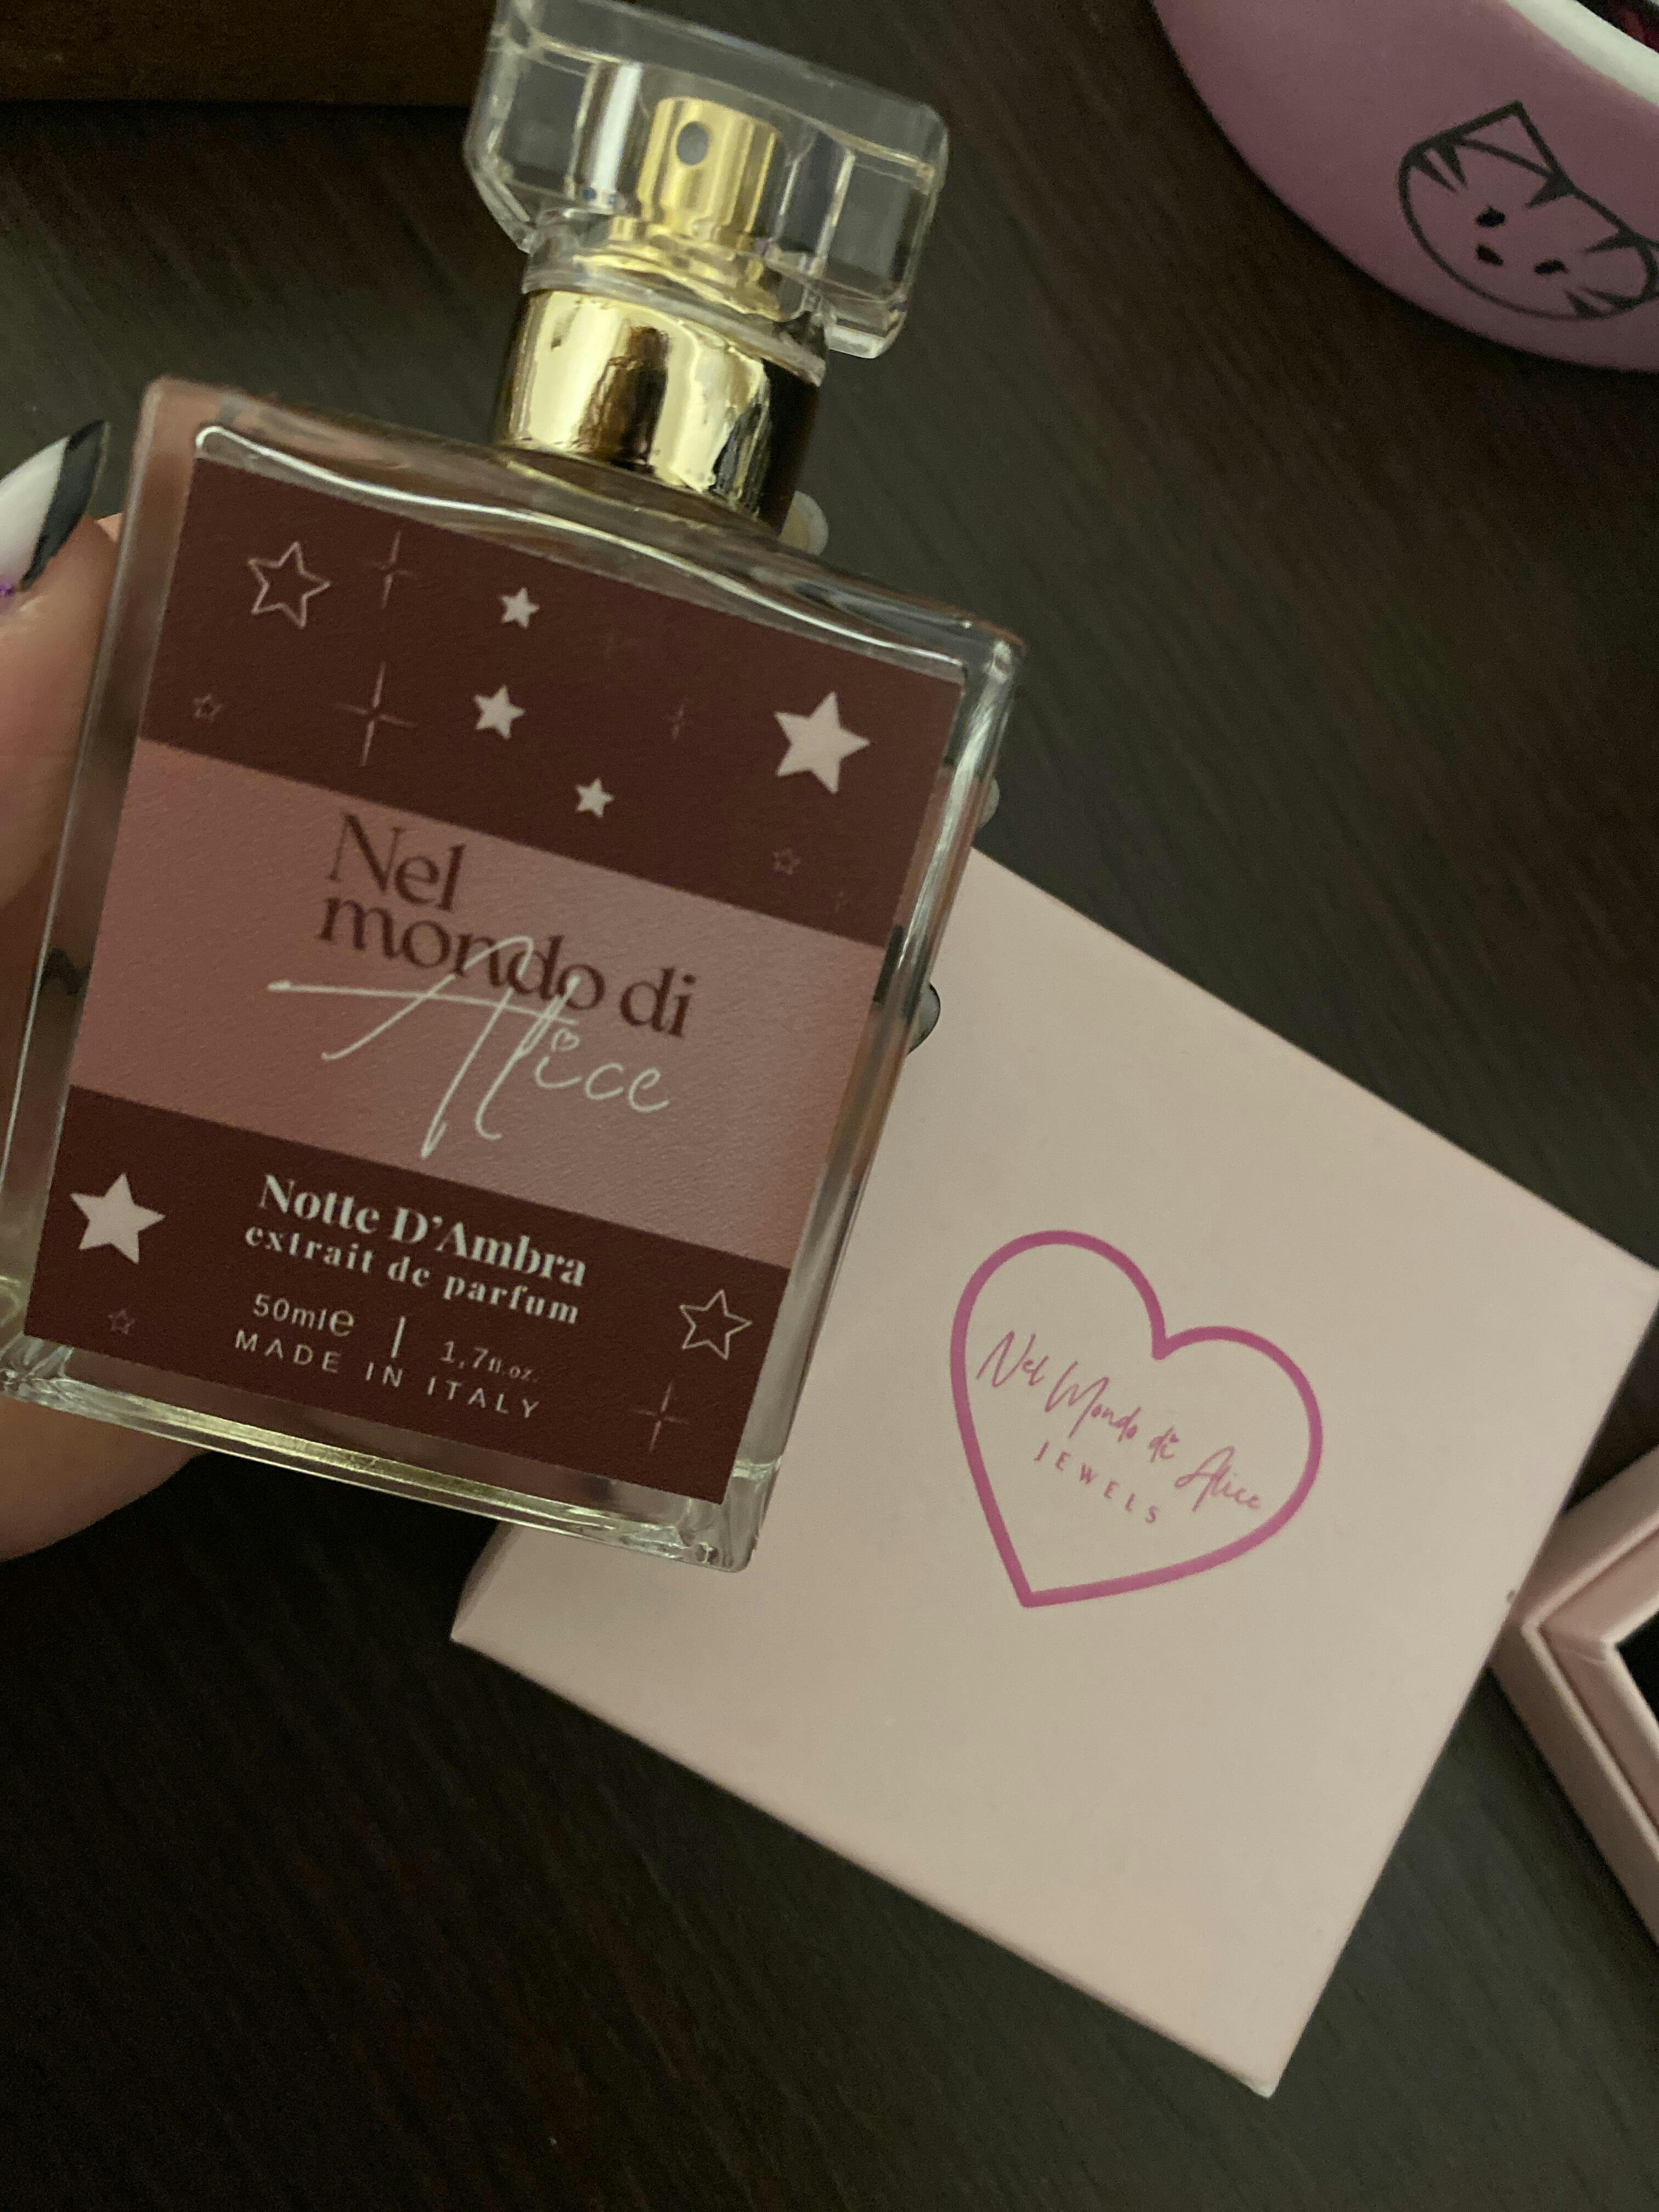 Nel
mondo di
Alice
Notte D'Ambra
extrait de parfum
50ml℮ | 1,7fl.oz.
MADE IN ITALY
Nel Mondo di Alice
JEWELS